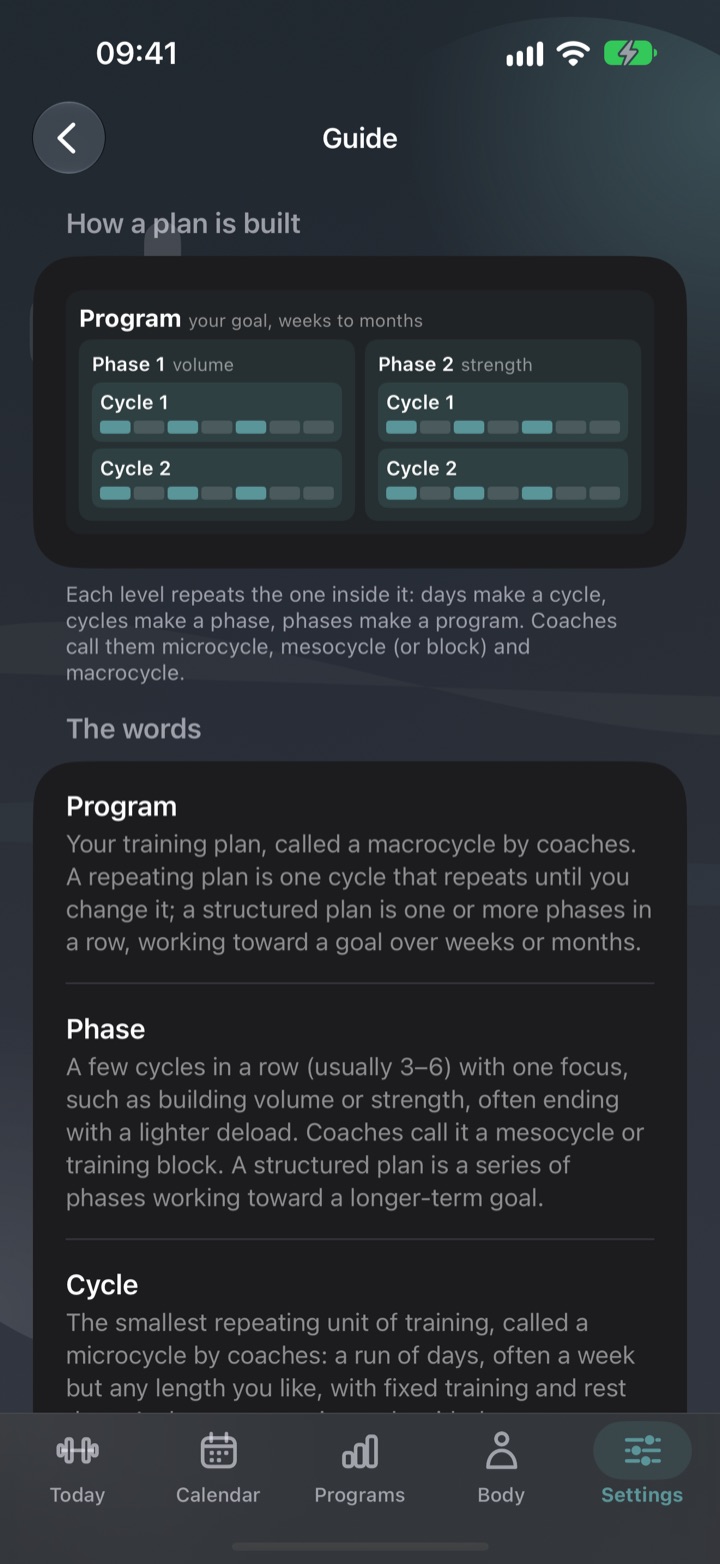 09:41
Guide
How a plan is built
Program your goal, weeks to months
Phase 1 volume
Cycle 1
Cycle 2
Phase 2 strength
Cycle 1
Cycle 2
Each level repeats the one inside it: days make a cycle,
cycles make a phase, phases make a program. Coaches
call them microcycle, mesocycle (or block) and
macrocycle.
The words
Program
Your training plan, called a macrocycle by coaches.
A repeating plan is one cycle that repeats until you
change it; a structured plan is one or more phases in
a row, working toward a goal over weeks or months.
Phase
A few cycles in a row (usually 3–6) with one focus,
such as building volume or strength, often ending
with a lighter deload. Coaches call it a mesocycle or
training block. A structured plan is a series of
phases working toward a longer-term goal.
Cycle
The smallest repeating unit of training, called a
microcycle by coaches: a run of days, often a week
but any length you like, with fixed training and rest
Today
Calendar
Programs
Body
Settings